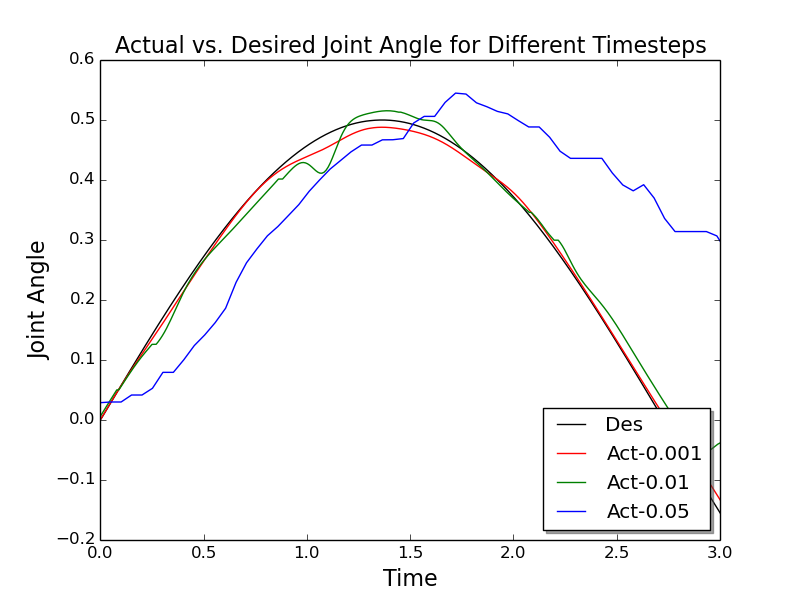 Actual vs. Desired Joint Angle for Different Timesteps
0.6
0.5
0.4
0.3
0.2
0.1
0.0
−0.1
−0.2
Joint Angle
Des
Act-0.001
Act-0.01
Act-0.05
0.0 0.5 1.0 1.5 2.0 2.5 3.0
Time